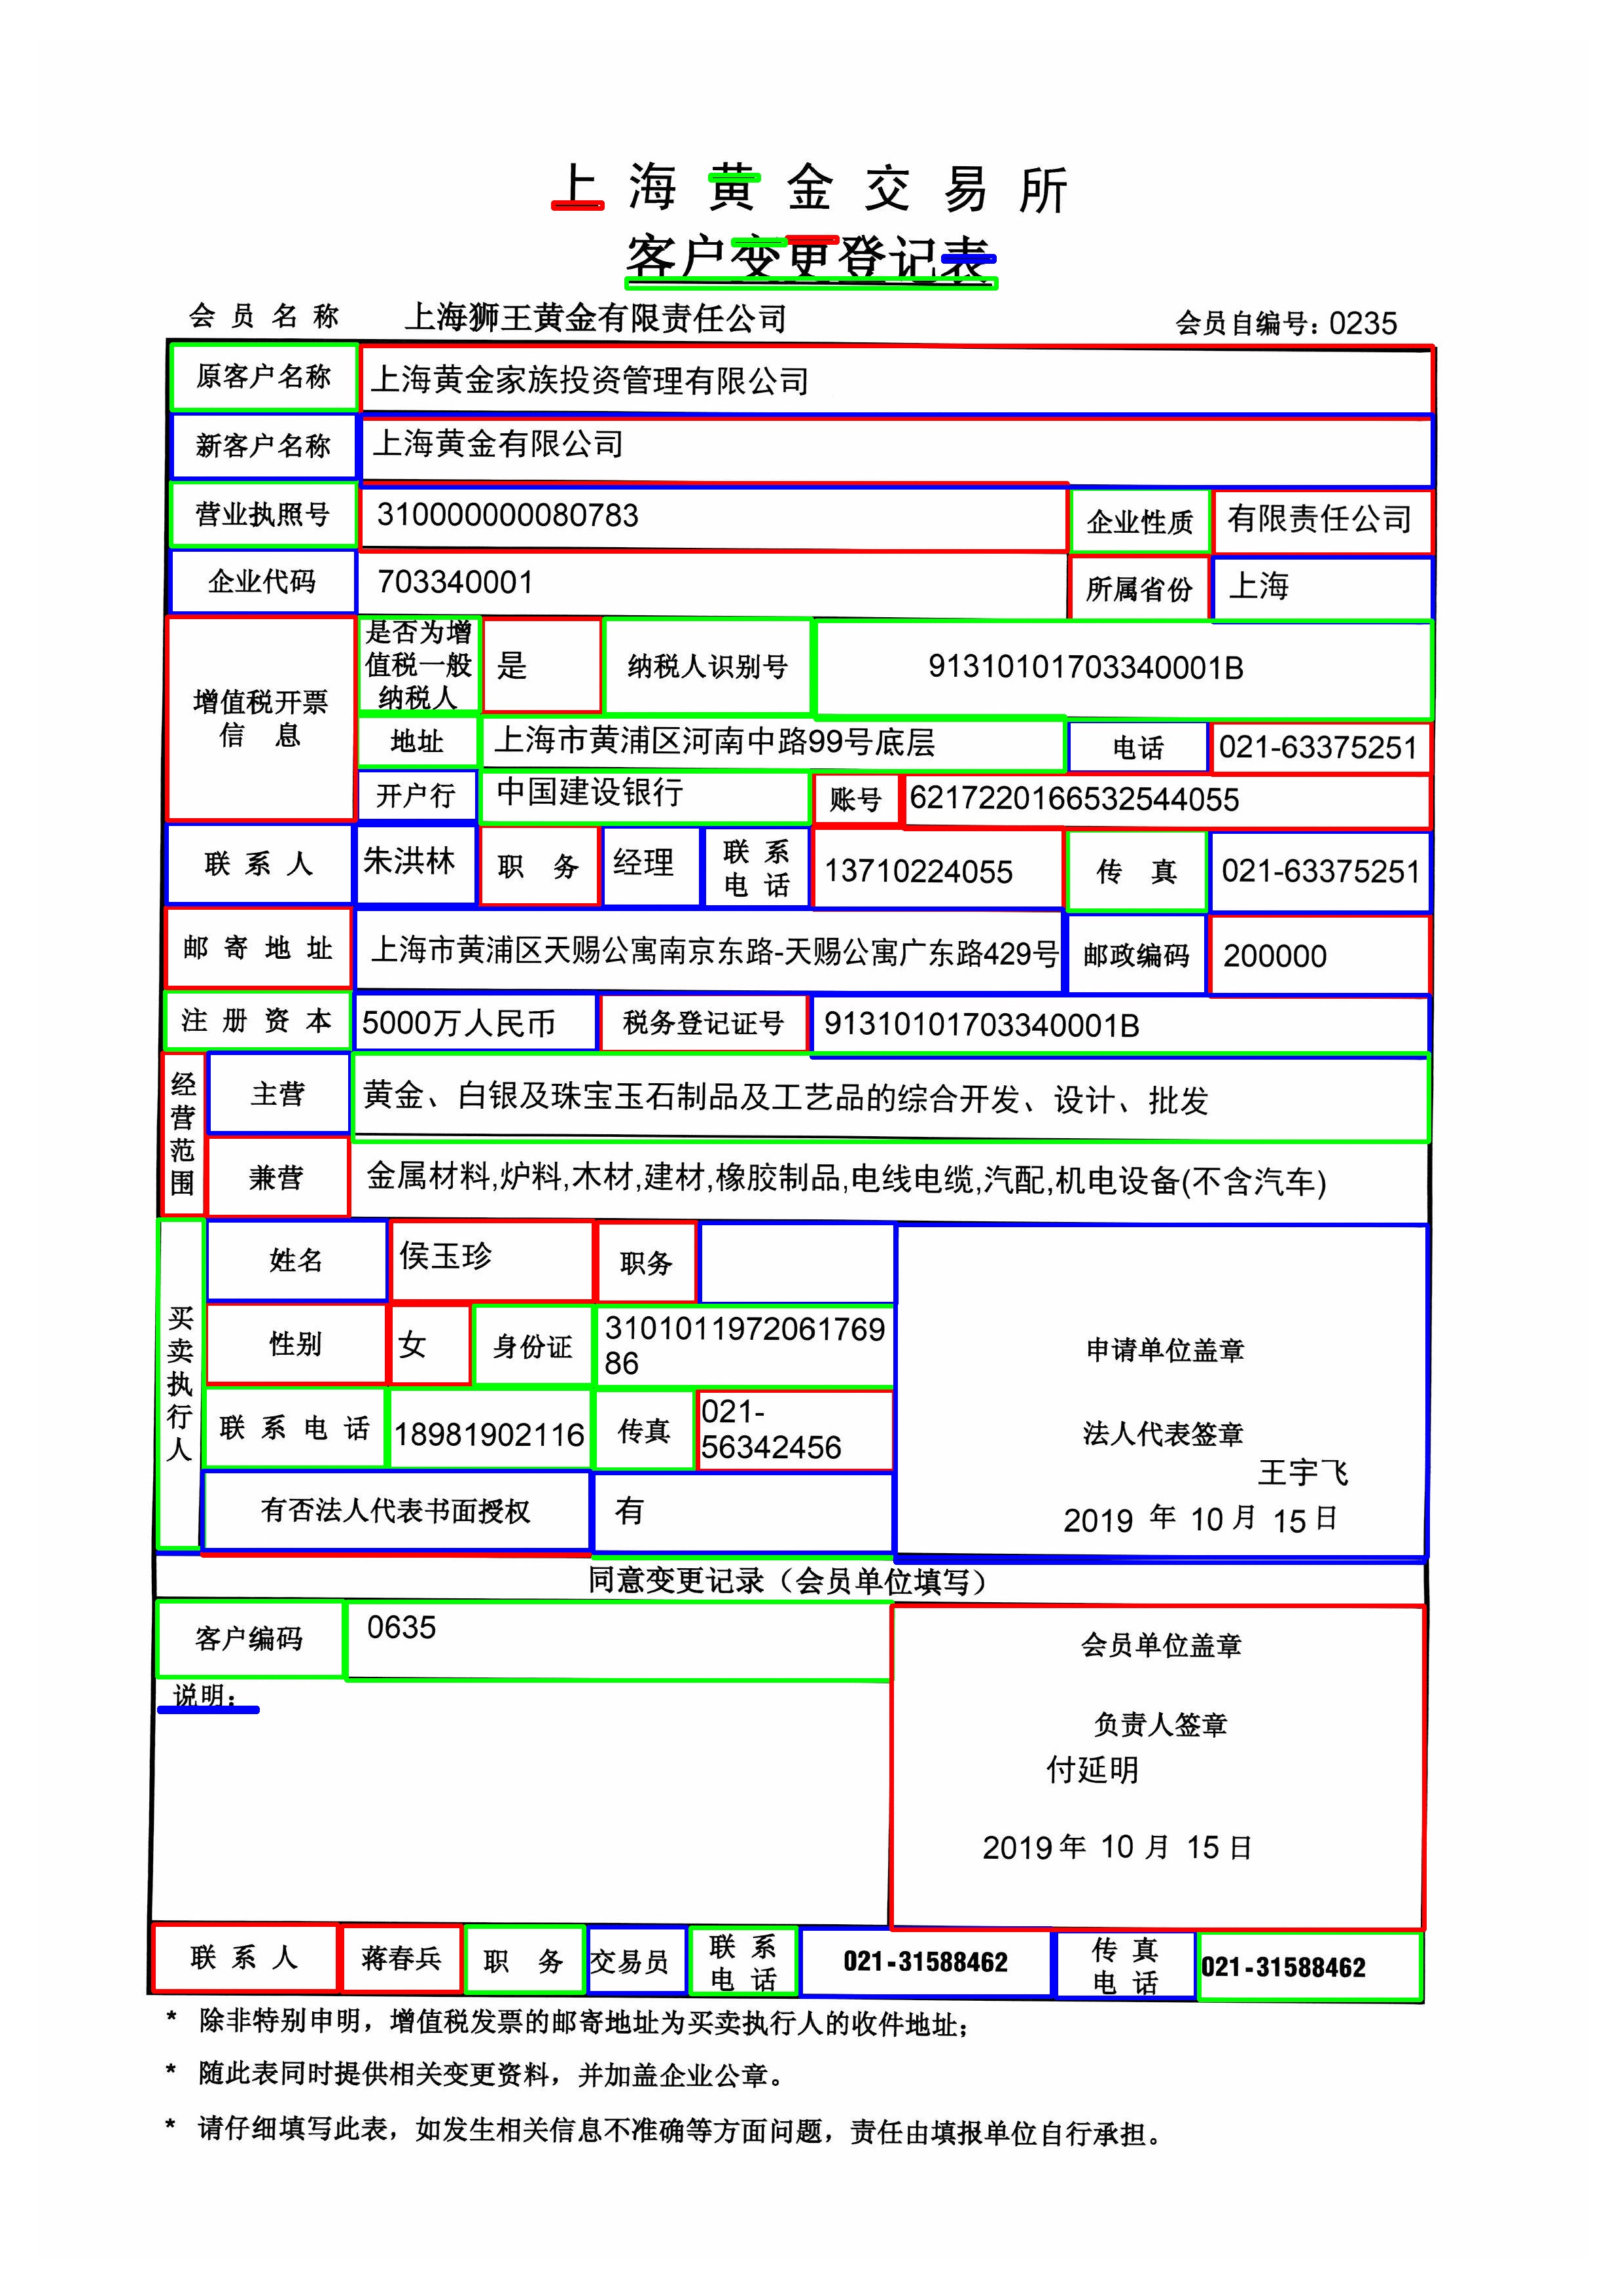 上海黄金交易所
客户变更登记表
会员名称 上海狮王黄金有限责任公司 会员自编号：0235
原客户名称 上海黄金家族投资管理有限公司
新客户名称 上海黄金有限公司
营业执照号 310000000080783 企业性质 有限责任公司
企业代码 703340001 所属省份 上海
增值税开票
信 息
是否为增
值税一般
纳税人
是 纳税人识别号 91310101703340001B
地址 上海市黄浦区河南中路99号底层 电话 021-63375251
开户行 中国建设银行 账号 6217220166532544055
联系人 朱洪林 职务 经理 联系
电话
13710224055 传真 021-63375251
邮寄地址 上海市黄浦区天赐公寓南京东路-天赐公寓广东路429号 邮政编码 200000
注册资本 5000万人民币 税务登记证号 91310101703340001B
经营范围
主营 黄金、白银及珠宝玉石制品及工艺品的综合开发、设计、批发
兼营 金属材料,炉料,木材,建材,橡胶制品,电线电缆,汽配,机电设备(不含汽车)
买卖执行人
姓名 侯玉珍 职务
性别 女 身份证 3101011972061769
86
联系电话 18981902116 传真 021-
56342456
有否法人代表书面授权 有
申请单位盖章
法人代表签章
王宇飞
2019 年 10 月 15 日
同意变更记录（会员单位填写）
客户编码 0635
说明：
会员单位盖章
负责人签章
付延明
2019 年 10 月 15 日
联系人 蒋春兵 职务 交易员 联系
电话
021-31588462 传真
电话
021-31588462
* 除非特别申明，增值税发票的邮寄地址为买卖执行人的收件地址；
* 随此表同时提供相关变更资料，并加盖企业公章。
* 请仔细填写此表，如发生相关信息不准确等方面问题，责任由填报单位自行承担。